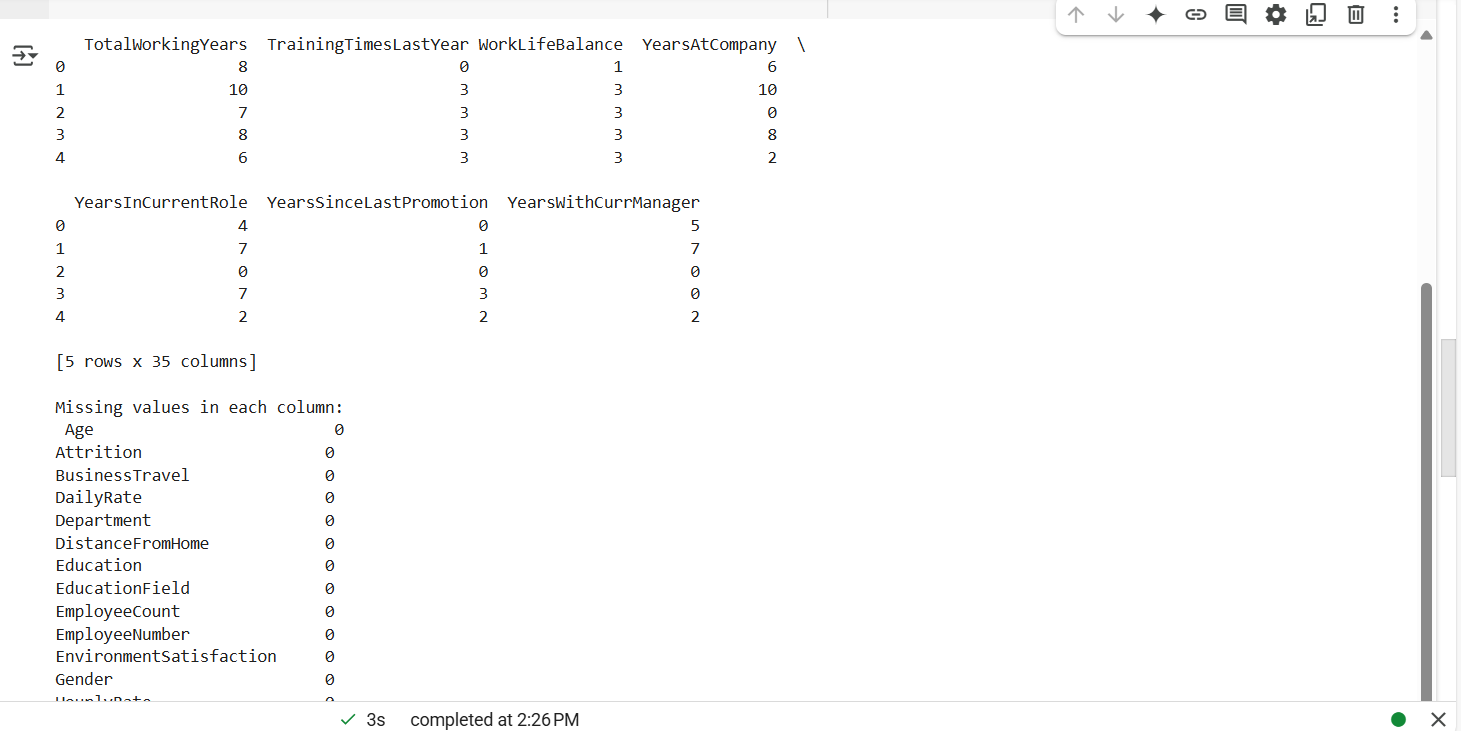 TotalWorkingYears  TrainingTimesLastYear WorkLifeBalance  YearsAtCompany  \
0                  8                      0               1               6
1                 10                      3               3              10
2                  7                      3               3               0
3                  8                      3               3               8
4                  6                      3               3               2
YearsInCurrentRole  YearsSinceLastPromotion  YearsWithCurrManager
0                  4                        0                     5
1                  7                        1                     7
2                  0                        0                     0
3                  7                        3                     0
4                  2                        2                     2
[5 rows x 35 columns]
Missing values in each column:
Age                         0
Attrition                   0
BusinessTravel              0
DailyRate                   0
Department                  0
DistanceFromHome            0
Education                   0
EducationField              0
EmployeeCount               0
EmployeeNumber              0
EnvironmentSatisfaction     0
Gender                      0
HourlyRate                  0
3s completed at 2:26 PM